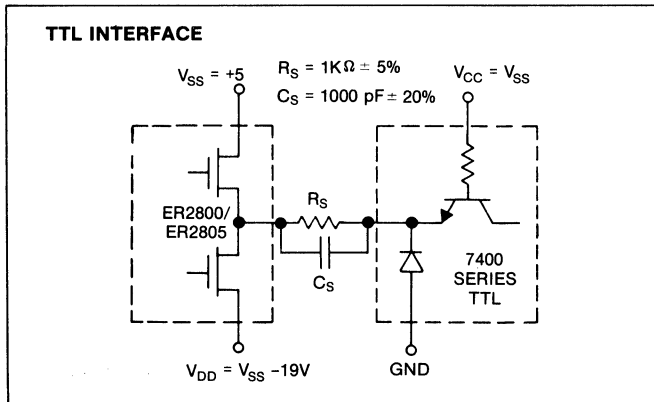 TTL INTERFACE
V_SS = +5
R_S = 1KΩ ± 5%
C_S = 1000 pF ± 20%
V_CC = V_SS
ER2800/
ER2805
R_S
C_S
7400
SERIES
TTL
V_DD = V_SS –19V
GND